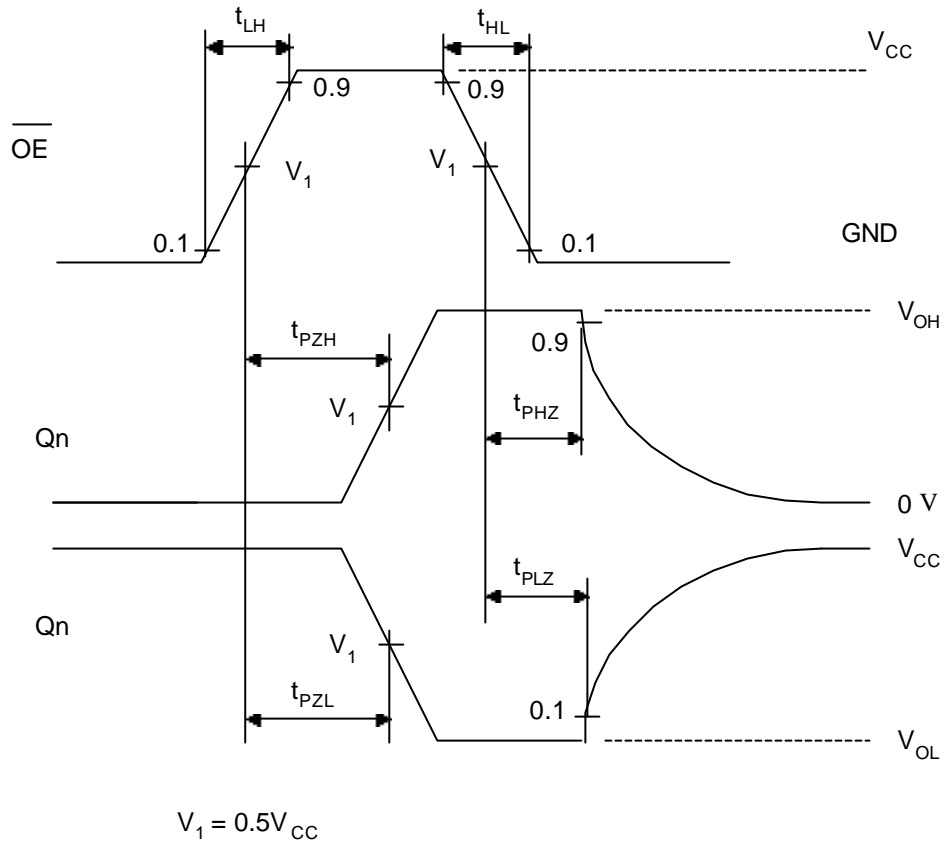 tLH
tHL
VCC
0.9
0.9
OE
V1
V1
0.1
0.1
GND
VOH
tPZH
0.9
V1
tPHZ
Qn
0 V
VCC
tPLZ
Qn
V1
tPZL
0.1
VOL
V1 = 0.5VCC